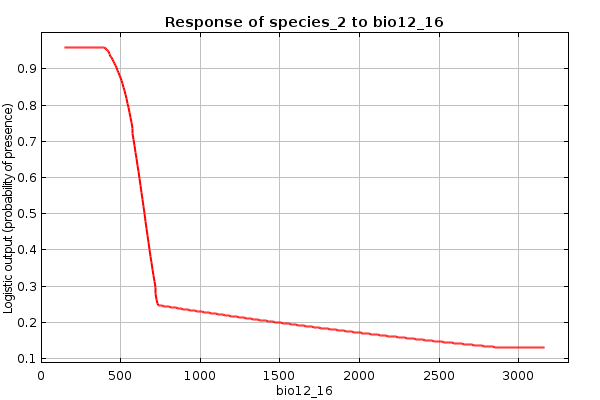 Response of species_2 to bio12_16
Logistic output (probability of presence)
0.9
0.8
0.7
0.6
0.5
0.4
0.3
0.2
0.1
0 500 1000 1500 2000 2500 3000
bio12_16